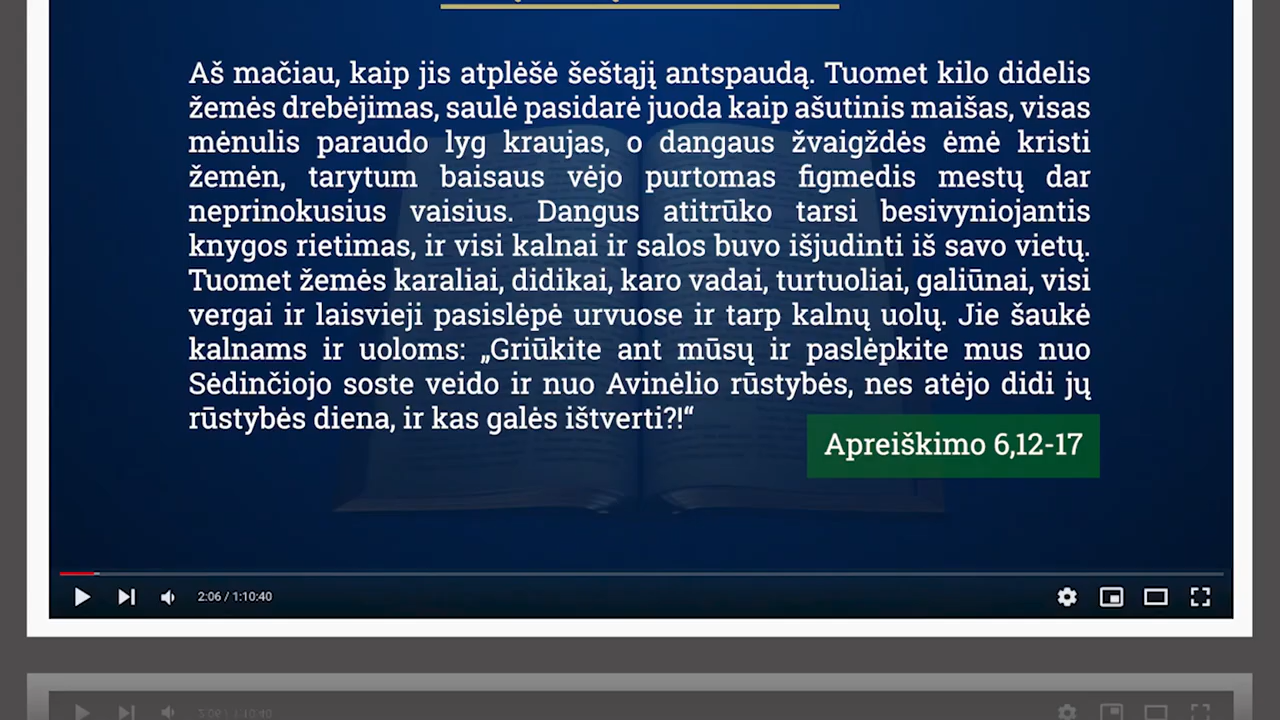 Aš mačiau, kaip jis atplėšė šeštąjį antspaudą. Tuomet kilo didelis
žemės drebėjimas, saulė pasidarė juoda kaip ašutinis maišas, visas
mėnulis paraudo lyg kraujas, o dangaus žvaigždės ėmė kristi
žemėn, tarytum baisaus vėjo purtomas figmedis mestų dar
neprinokusius vaisius. Dangus atitrūko tarsi besivyniojantis
knygos rietimas, ir visi kalnai ir salos buvo išjudinti iš savo vietų.
Tuomet žemės karaliai, didikai, karo vadai, turtuoliai, galiūnai, visi
vergai ir laisvieji pasislėpė urvuose ir tarp kalnų uolų. Jie šaukė
kalnams ir uoloms: „Griūkite ant mūsų ir paslėpkite mus nuo
Sėdinčiojo soste veido ir nuo Avinėlio rūstybės, nes atėjo didi jų
rūstybės diena, ir kas galės ištverti?!“
Apreiškimo 6,12-17
2:06 / 1:10:40